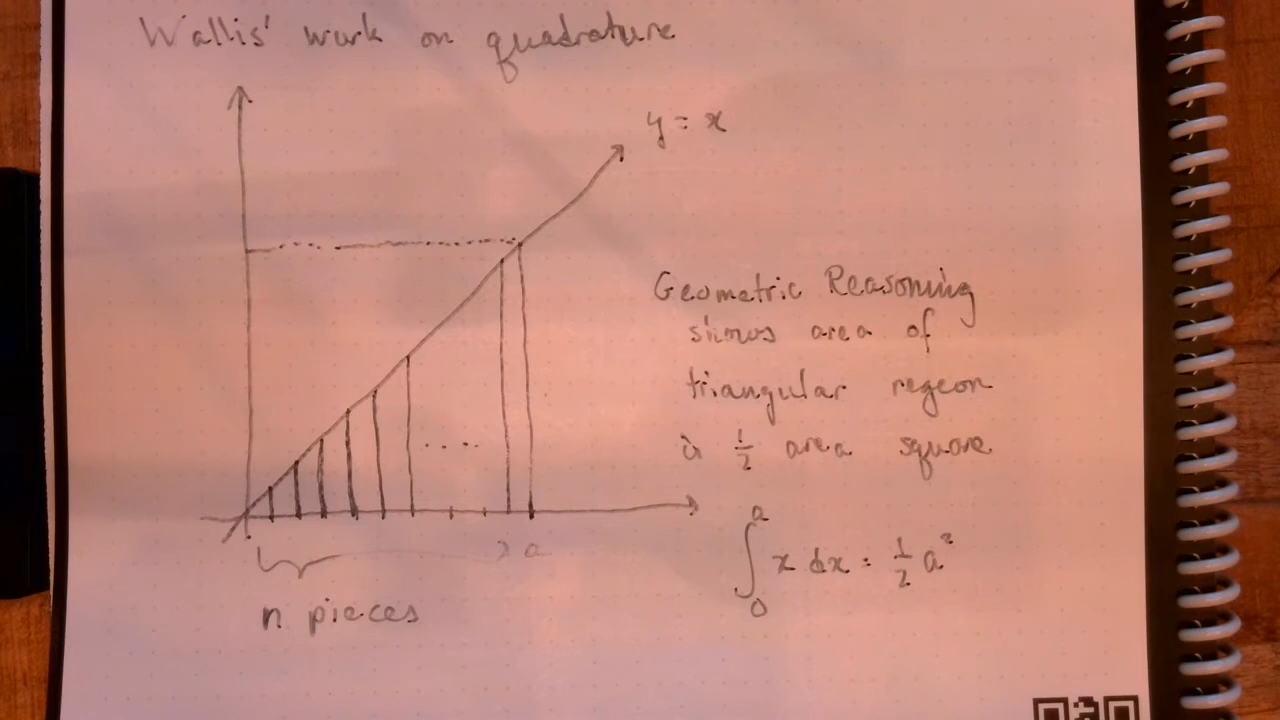 Wallis' work on quadrature
y = x
Geometric Reasoning
shows area of
triangular region
is 1/2 area square
∫₀ᵃ x dx = 1/2 a²
a
n pieces